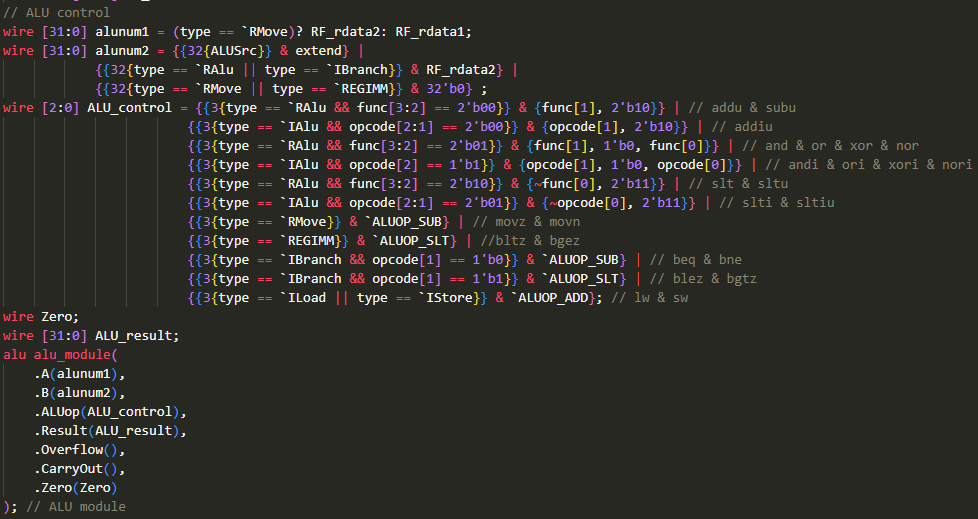 // ALU control
wire [31:0] alunum1 = (type == `RMove)? RF_rdata2: RF_rdata1;
wire [31:0] alunum2 = {{32{ALUSrc}} & extend} |
{{32{type == `RAlu || type == `IBranch}} & RF_rdata2} |
{{32{type == `RMove || type == `REGIMM}} & 32'b0} ;
wire [2:0] ALU_control = {{3{type == `RAlu && func[3:2] == 2'b00}} & {func[1], 2'b10}} | // addu & subu
{{3{type == `IAlu && opcode[2:1] == 2'b00}} & {opcode[1], 2'b10}} | // addiu
{{3{type == `RAlu && func[3:2] == 2'b01}} & {func[1], 1'b0, func[0]}} | // and & or & xor & nor
{{3{type == `IAlu && opcode[2] == 1'b1}} & {opcode[1], 1'b0, opcode[0]}} | // andi & ori & xori & nori
{{3{type == `RAlu && func[3:2] == 2'b10}} & {~func[0], 2'b11}} | // slt & sltu
{{3{type == `IAlu && opcode[2:1] == 2'b01}} & {~opcode[0], 2'b11}} | // slti & sltiu
{{3{type == `RMove}} & `ALUOP_SUB} | // movz & movn
{{3{type == `REGIMM}} & `ALUOP_SLT} | //bltz & bgez
{{3{type == `IBranch && opcode[1] == 1'b0}} & `ALUOP_SUB} | // beq & bne
{{3{type == `IBranch && opcode[1] == 1'b1}} & `ALUOP_SLT} | // blez & bgtz
{{3{type == `ILoad || type == `IStore}} & `ALUOP_ADD}; // lw & sw
wire Zero;
wire [31:0] ALU_result;
alu alu_module(
.A(alunum1),
.B(alunum2),
.ALUop(ALU_control),
.Result(ALU_result),
.Overflow(),
.CarryOut(),
.Zero(Zero)
); // ALU module